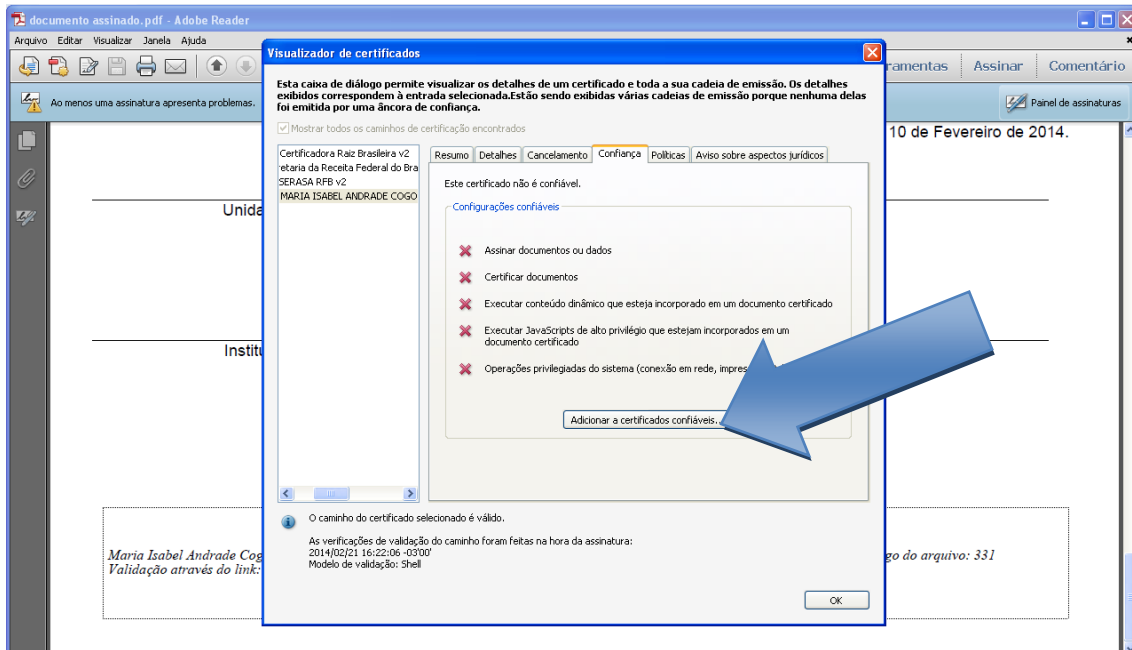 documento assinado.pdf - Adobe Reader
Arquivo Editar Visualizar Janela Ajuda
Assinar Comentário
Ao menos uma assinatura apresenta problemas.
Painel de assinaturas
10 de Fevereiro de 2014.
Visualizador de certificados
Esta caixa de diálogo permite visualizar os detalhes de um certificado e toda a sua cadeia de emissão. Os detalhes
exibidos correspondem à entrada selecionada.Estão sendo exibidas várias cadeias de emissão porque nenhuma delas
foi emitida por uma âncora de confiança.
Mostrar todos os caminhos de certificação encontrados
Certificadora Raiz Brasileira v2
etaria da Receita Federal do Bra
SERASA RFB v2
MARIA ISABEL ANDRADE COGO
Resumo Detalhes Cancelamento Confiança Políticas Aviso sobre aspectos jurídicos
Este certificado não é confiável.
Configurações confiáveis
Assinar documentos ou dados
Certificar documentos
Executar conteúdo dinâmico que esteja incorporado em um documento certificado
Executar JavaScripts de alto privilégio que estejam incorporados em um
documento certificado
Operações privilegiadas do sistema (conexão em rede, impres
Adicionar a certificados confiáveis...
O caminho do certificado selecionado é válido.
As verificações de validação do caminho foram feitas na hora da assinatura:
2014/02/21 16:22:06 -03'00'
Modelo de validação: Shell
OK
Unida
Institu
Maria Isabel Andrade Cog
go do arquivo: 331
Validação através do link: